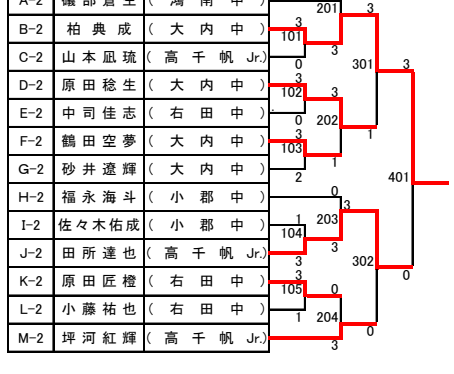 A-2 部 生 ( 鴻 南 中 )
B-2 柏 典 成 ( 大 内 中 )
C-2 山 本 凪 琉 ( 高 千 帆 Jr.)
D-2 原 田 稔 生 ( 大 内 中 )
E-2 中 司 佳 志 ( 右 田 中 )
F-2 鶴 田 空 夢 ( 大 内 中 )
G-2 砂 井 遼 輝 ( 大 内 中 )
H-2 福 永 海 斗 ( 小 郡 中 )
I-2 佐々木佑成 ( 小 郡 中 )
J-2 田 所 達 也 ( 高 千 帆 Jr.)
K-2 原 田 匠 橙 ( 右 田 中 )
L-2 小 藤 祐 也 ( 右 田 中 )
M-2 坪 河 紅 輝 ( 高 千 帆 Jr.)
201 3
3
101
3
0
301 3
3
102 3
0 202
3 1
103
1
2
401
0
3
1 203
104
3
3
302
3 0
105 0
1 204
0
3